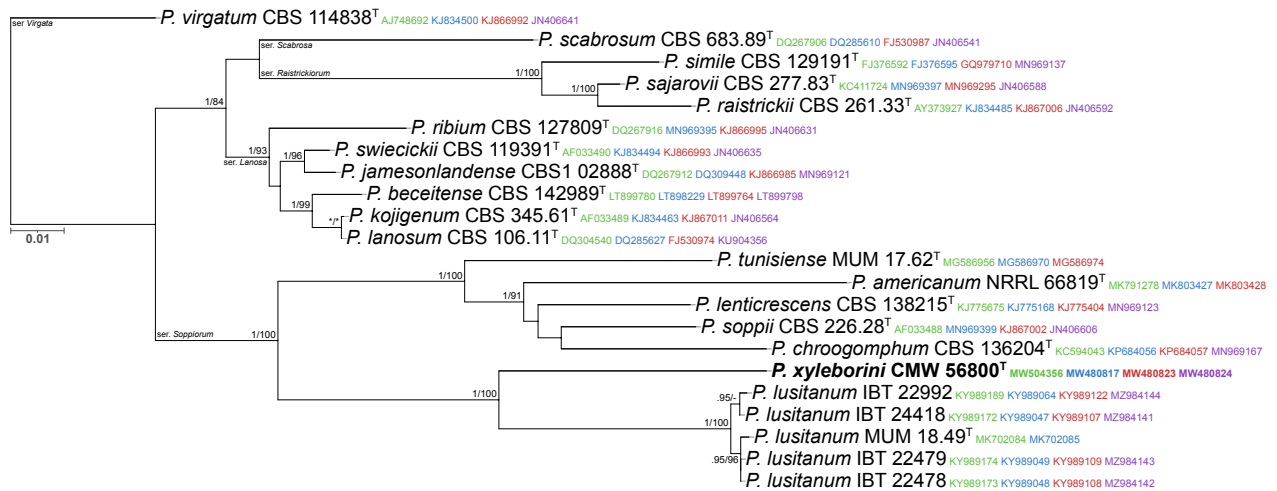 ser Virgata
P. virgatum CBS 114838T AJ748692 KJ834500 KJ866992 JN406641
ser. Scabrosa
P. scabrosum CBS 683.89T DQ267906 DQ285610 FJ530987 JN406541
P. simile CBS 129191T FJ376592 FJ376595 GQ979710 MN969137
ser. Raistrickiorum
1/100
P. sajarovii CBS 277.83T KC411724 MN969397 MN969295 JN406588
1/100
P. raistrickii CBS 261.33T AY373927 KJ834485 KJ867006 JN406592
1/84
P. ribium CBS 127809T DQ267916 MN969395 KJ866995 JN406631
1/93
P. swiecickii CBS 119391T AF033490 KJ834494 KJ866993 JN406635
1/96
ser. Lanosa
P. jamesonlandense CBS1 02888T DQ267912 DQ309448 KJ866985 MN969121
P. beceitense CBS 142989T LT899780 LT898229 LT899764 LT899798
1/99
P. kojigenum CBS 345.61T AF033489 KJ834463 KJ867011 JN406564
*/*
P. lanosum CBS 106.11T DQ304540 DQ285627 FJ530974 KU904356
0.01
P. tunisiense MUM 17.62T MG586956 MG586970 MG586974
1/100
P. americanum NRRL 66819T MK791278 MK803427 MK803428
1/91
P. lenticrescens CBS 138215T KJ775675 KJ775168 KJ775404 MN969123
P. soppii CBS 226.28T AF033488 MN969399 KJ867002 JN406606
ser. Soppiorum
1/100
P. chroogomphum CBS 136204T KC594043 KP684056 KP684057 MN969167
P. xyleborini CMW 56800T MW504356 MW480817 MW480823 MW480824
1/100
P. lusitanum IBT 22992 KY989189 KY989064 KY989122 MZ984144
.95/-
P. lusitanum IBT 24418 KY989172 KY989047 KY989107 MZ984141
1/100
P. lusitanum MUM 18.49T MK702084 MK702085
.95/96
P. lusitanum IBT 22479 KY989174 KY989049 KY989109 MZ984143
P. lusitanum IBT 22478 KY989173 KY989048 KY989108 MZ984142